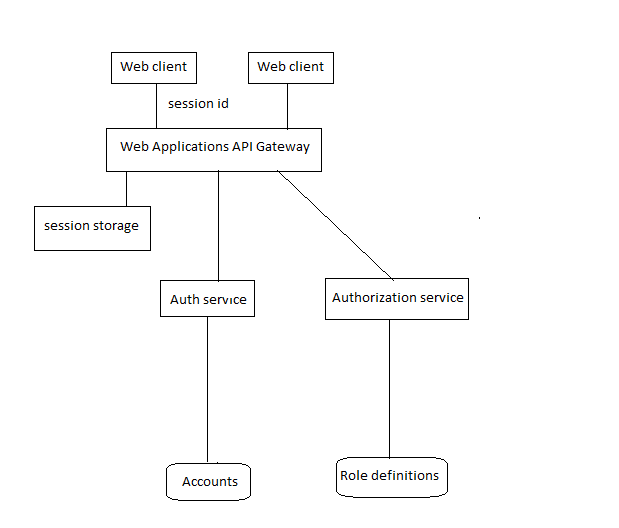 Web client
Web client
session id
Web Applications API Gateway
session storage
Auth service
Authorization service
Accounts
Role definitions